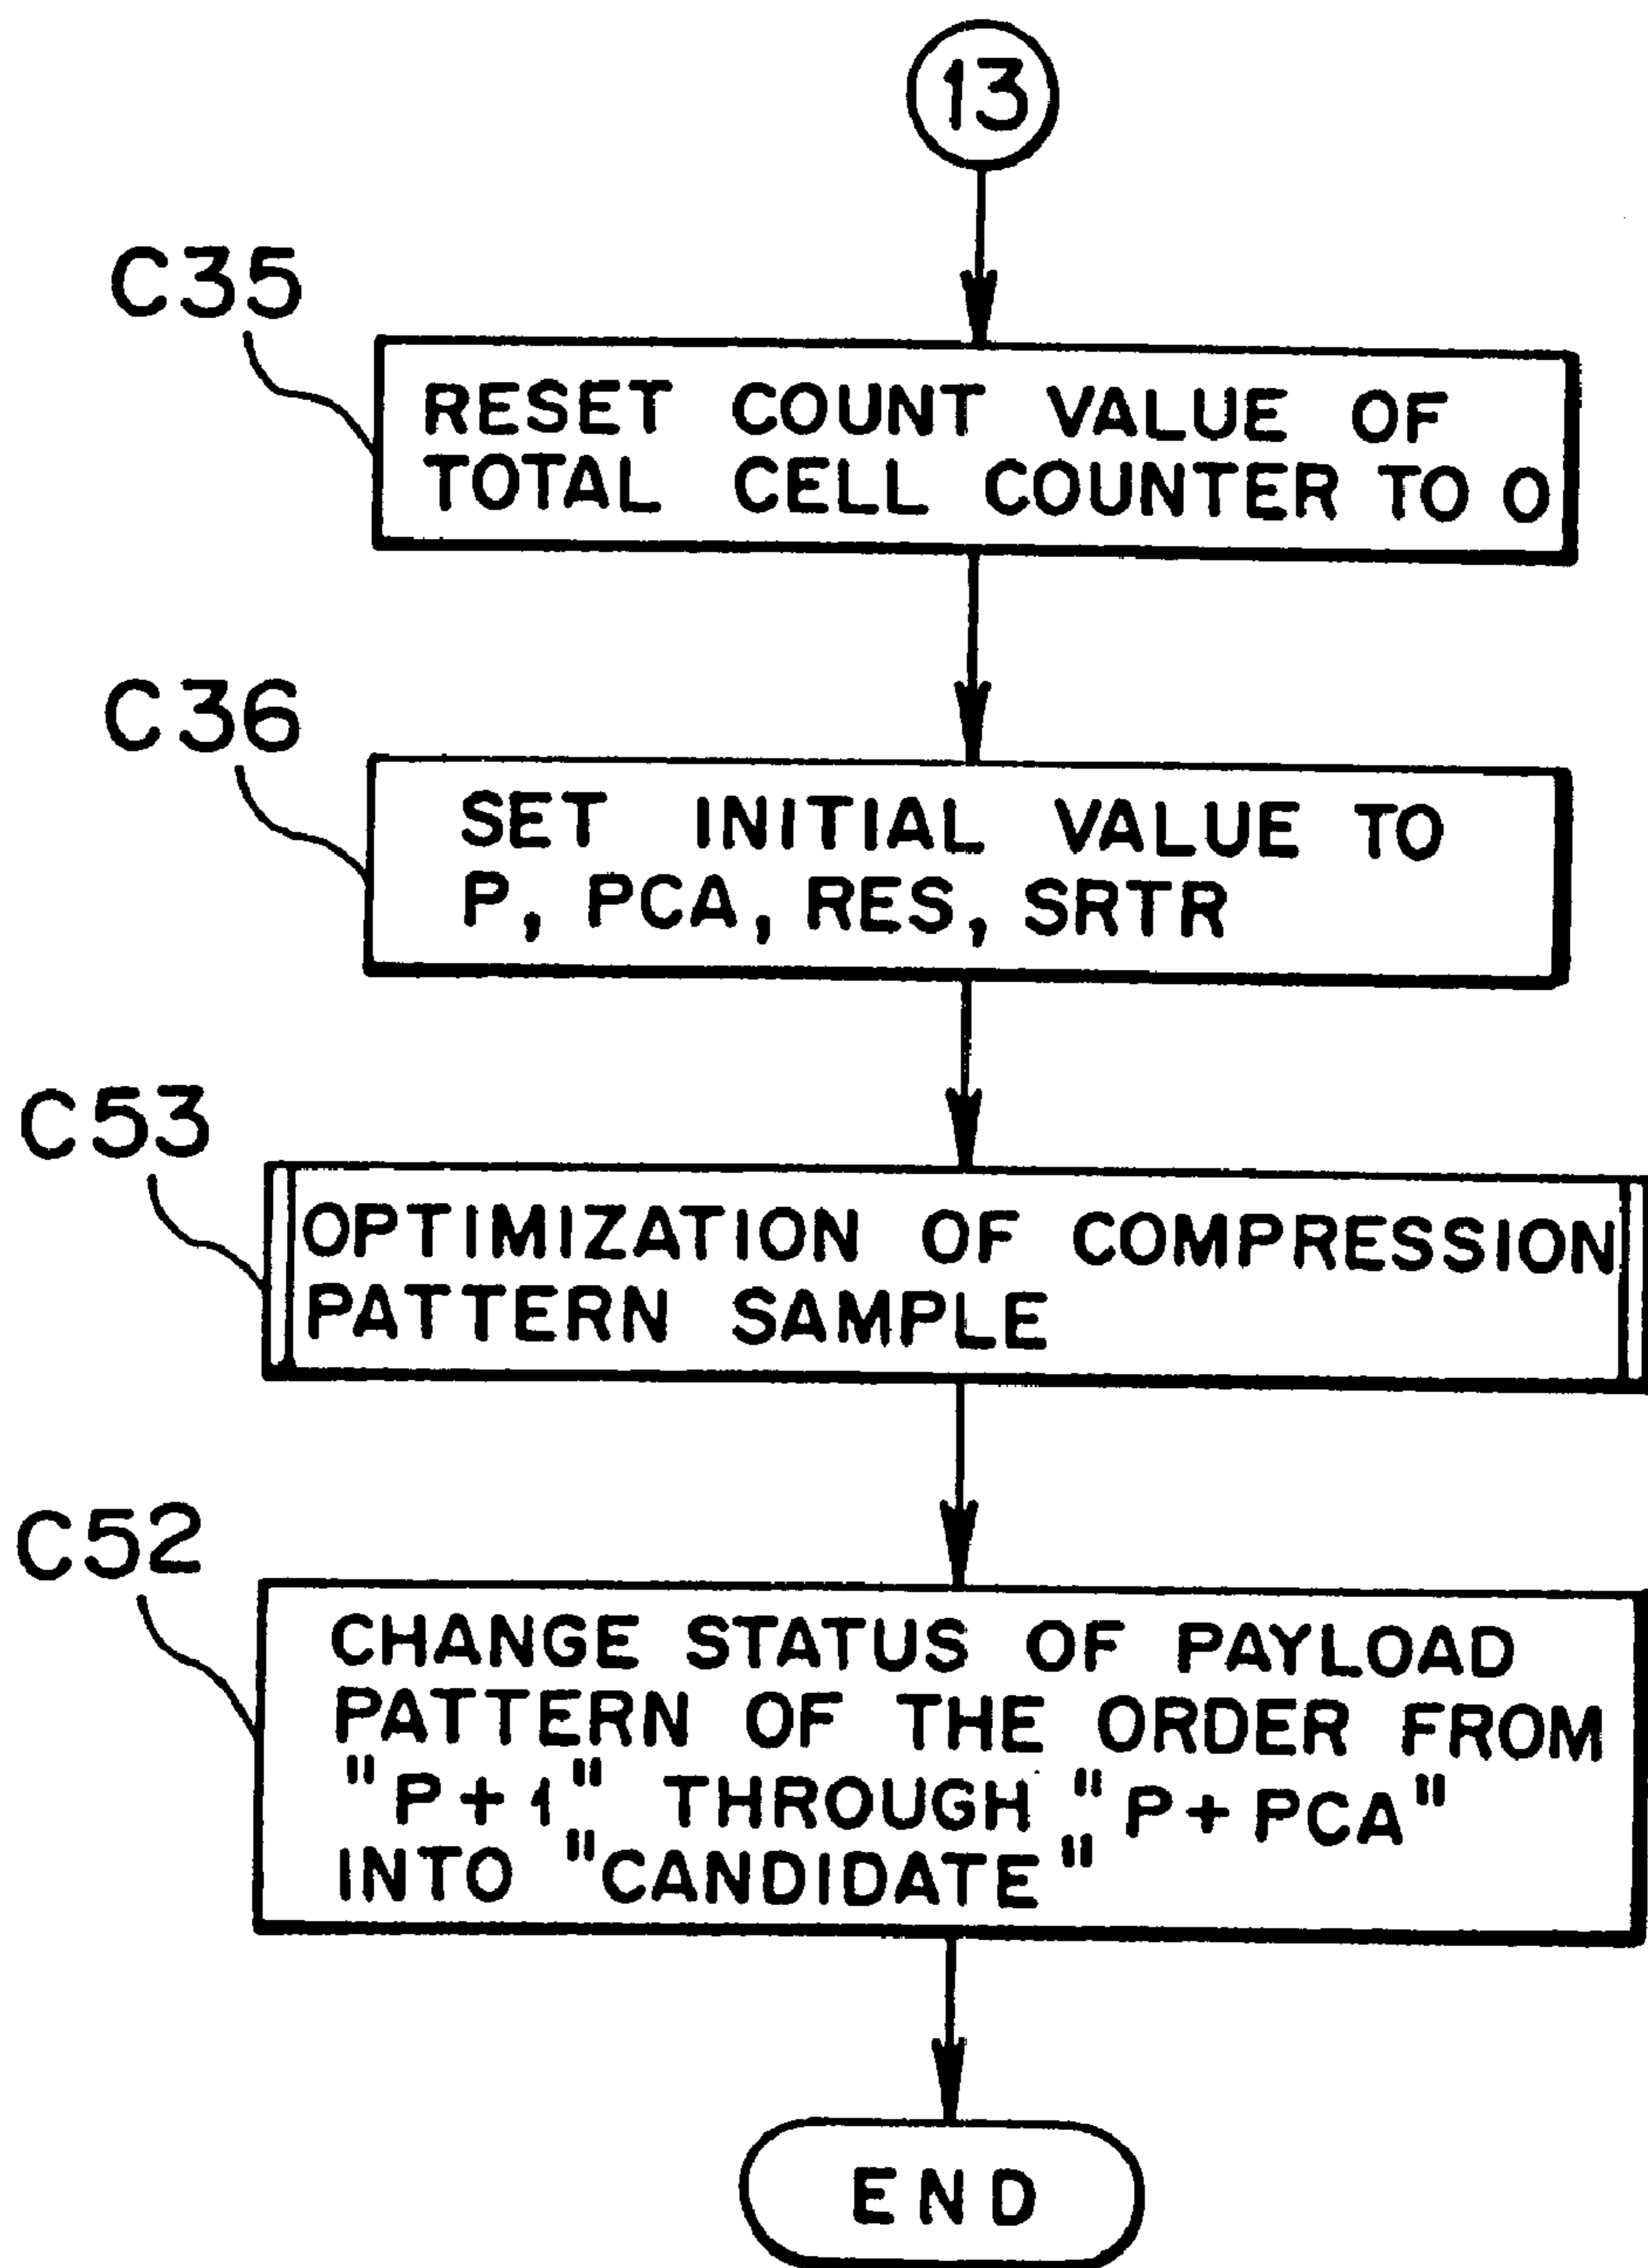 13
C35
RESET COUNT VALUE OF
TOTAL CELL COUNTER TO 0
C36
SET INITIAL VALUE TO
P, PCA, RES, SRTR
C53
OPTIMIZATION OF COMPRESSION
PATTERN SAMPLE
C52
CHANGE STATUS OF PAYLOAD
PATTERN OF THE ORDER FROM
"P+1" THROUGH "P+PCA"
INTO "CANDIDATE"
END